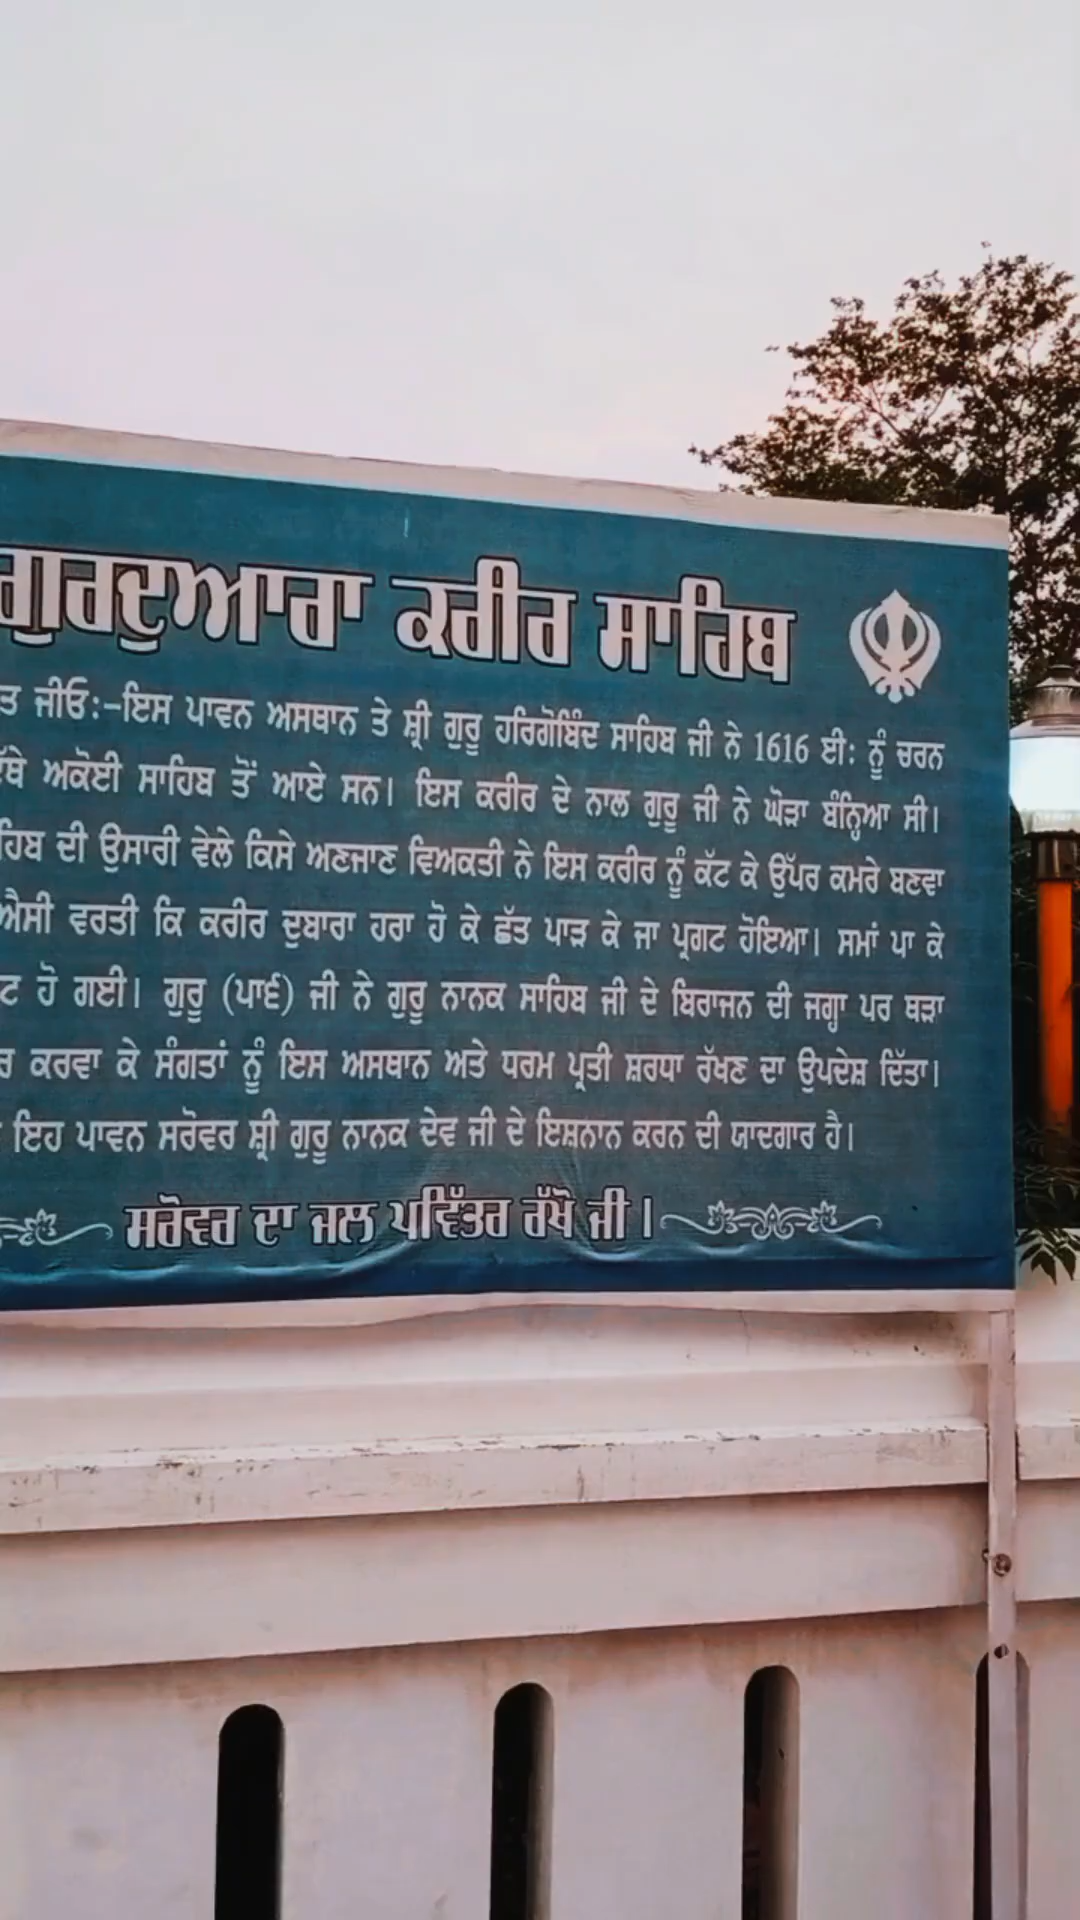 ਗੁਰਦੁਆਰਾ ਕਰੀਰ ਸਾਹਿਬ
ਤ ਜੀਓ:-ਇਸ ਪਾਵਨ ਅਸਥਾਨ ਤੇ ਸ਼੍ਰੀ ਗੁਰੂ ਹਰਿਗੋਬਿੰਦ ਸਾਹਿਬ ਜੀ ਨੇ 1616 ਈ: ਨੂੰ ਚਰਨ
ਅਕੋਈ ਸਾਹਿਬ ਤੋਂ ਆਏ ਸਨ। ਇਸ ਕਰੀਰ ਦੇ ਨਾਲ ਗੁਰੂ ਜੀ ਨੇ ਘੋੜਾ ਬੰਨ੍ਹਿਆ ਸੀ।
ਹਿਬ ਦੀ ਉਸਾਰੀ ਵੇਲੇ ਕਿਸੇ ਅਣਜਾਣ ਵਿਅਕਤੀ ਨੇ ਇਸ ਕਰੀਰ ਨੂੰ ਕੱਟ ਕੇ ਉੱਪਰ ਕਮਰੇ ਬਣਵਾ
ਐਸੀ ਵਰਤੀ ਕਿ ਕਰੀਰ ਦੁਬਾਰਾ ਹਰਾ ਹੋ ਕੇ ਛੱਤ ਪਾੜ ਕੇ ਜਾ ਪ੍ਰਗਟ ਹੋਇਆ। ਸਮਾਂ ਪਾ ਕੇ
ਟ ਹੋ ਗਈ। ਗੁਰੂ (ਪਾ੬) ਜੀ ਨੇ ਗੁਰੂ ਨਾਨਕ ਸਾਹਿਬ ਜੀ ਦੇ ਬਿਰਾਜਨ ਦੀ ਜਗ੍ਹਾ ਪਰ ਥੜਾ
ਰ ਕਰਵਾ ਕੇ ਸੰਗਤਾਂ ਨੂੰ ਇਸ ਅਸਥਾਨ ਅਤੇ ਧਰਮ ਪ੍ਰਤੀ ਸ਼ਰਧਾ ਰੱਖਣ ਦਾ ਉਪਦੇਸ਼ ਦਿੱਤਾ।
ਇਹ ਪਾਵਨ ਸਰੋਵਰ ਸ਼੍ਰੀ ਗੁਰੂ ਨਾਨਕ ਦੇਵ ਜੀ ਦੇ ਇਸ਼ਨਾਨ ਕਰਨ ਦੀ ਯਾਦਗਾਰ ਹੈ।
ਸਰੋਵਰ ਦਾ ਜਲ ਪਵਿੱਤਰ ਰੱਖੋ ਜੀ।